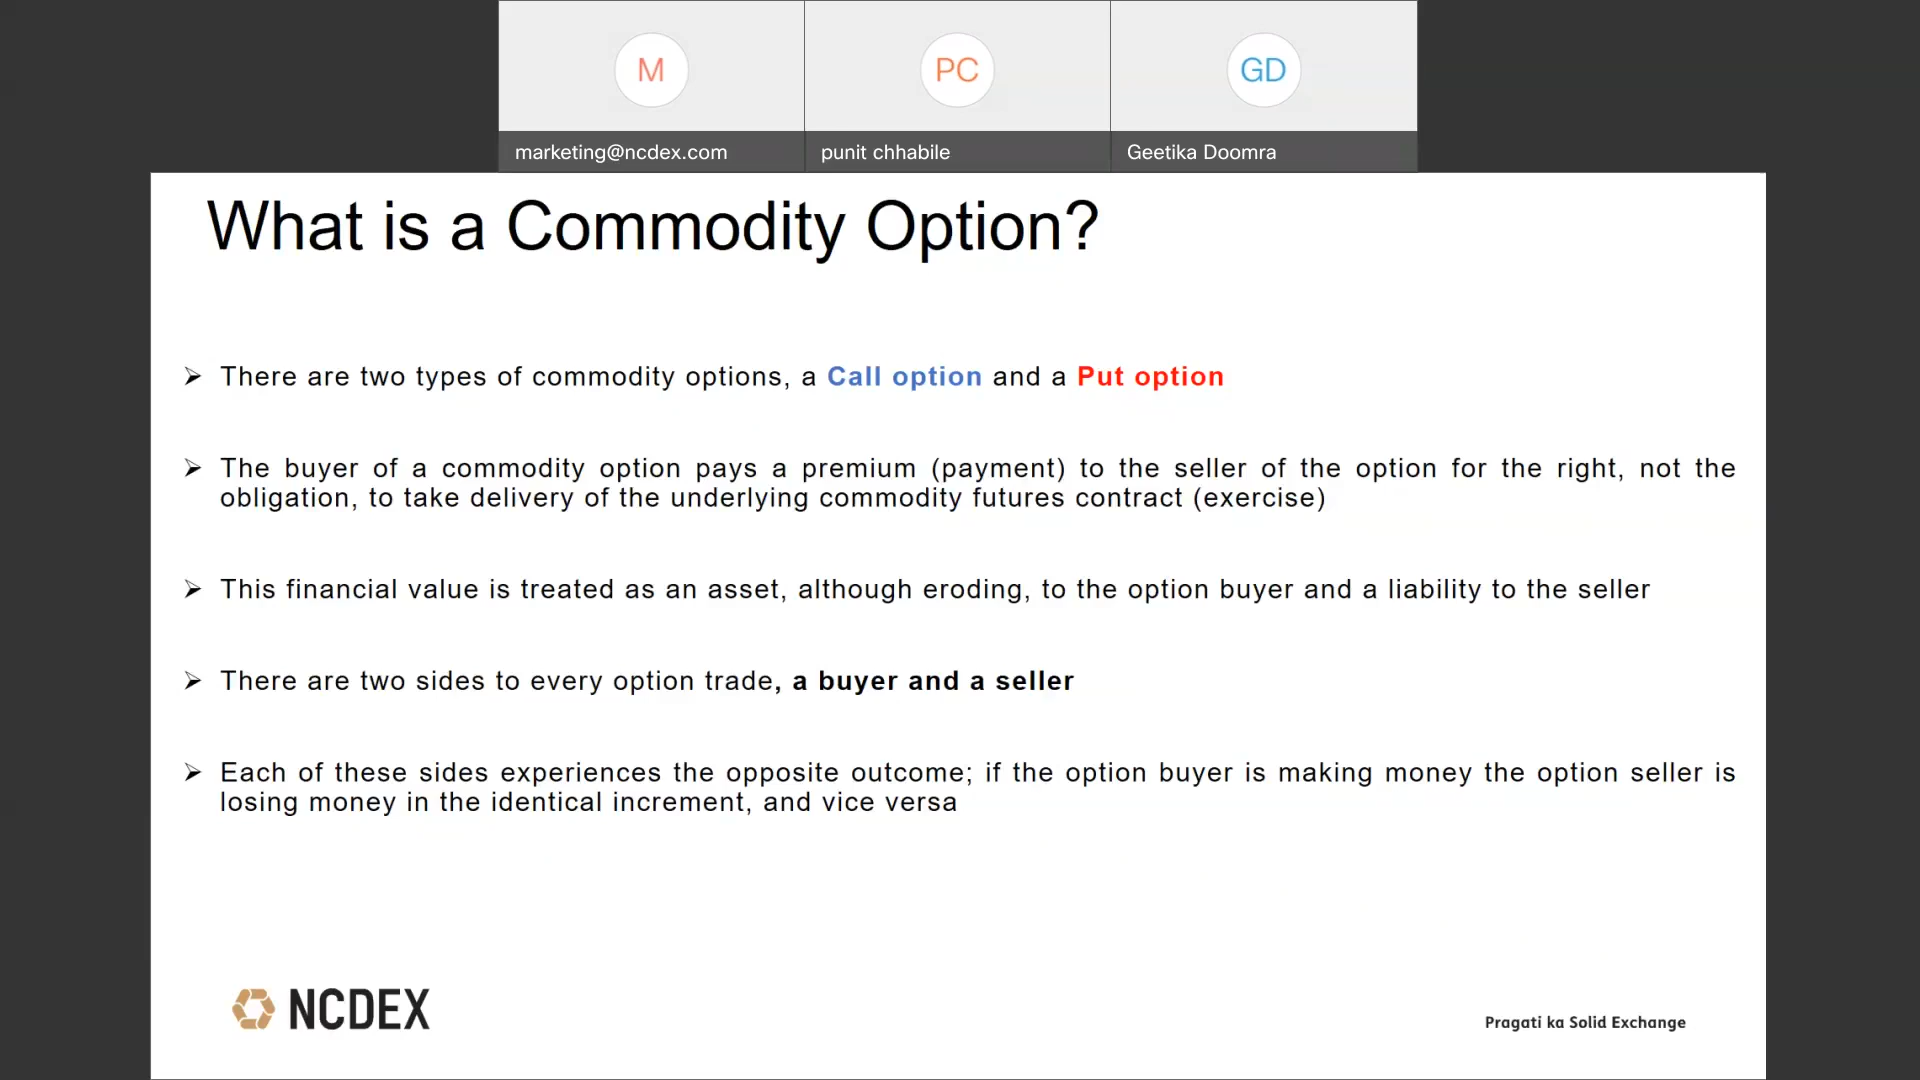 M
PC
GD
marketing@ncdex.com
punit chhabile
Geetika Doomra
What is a Commodity Option?
➢ There are two types of commodity options, a Call option and a Put option
➢ The buyer of a commodity option pays a premium (payment) to the seller of the option for the right, not the
obligation, to take delivery of the underlying commodity futures contract (exercise)
➢ This financial value is treated as an asset, although eroding, to the option buyer and a liability to the seller
➢ There are two sides to every option trade, a buyer and a seller
➢ Each of these sides experiences the opposite outcome; if the option buyer is making money the option seller is
losing money in the identical increment, and vice versa
NCDEX
Pragati ka Solid Exchange